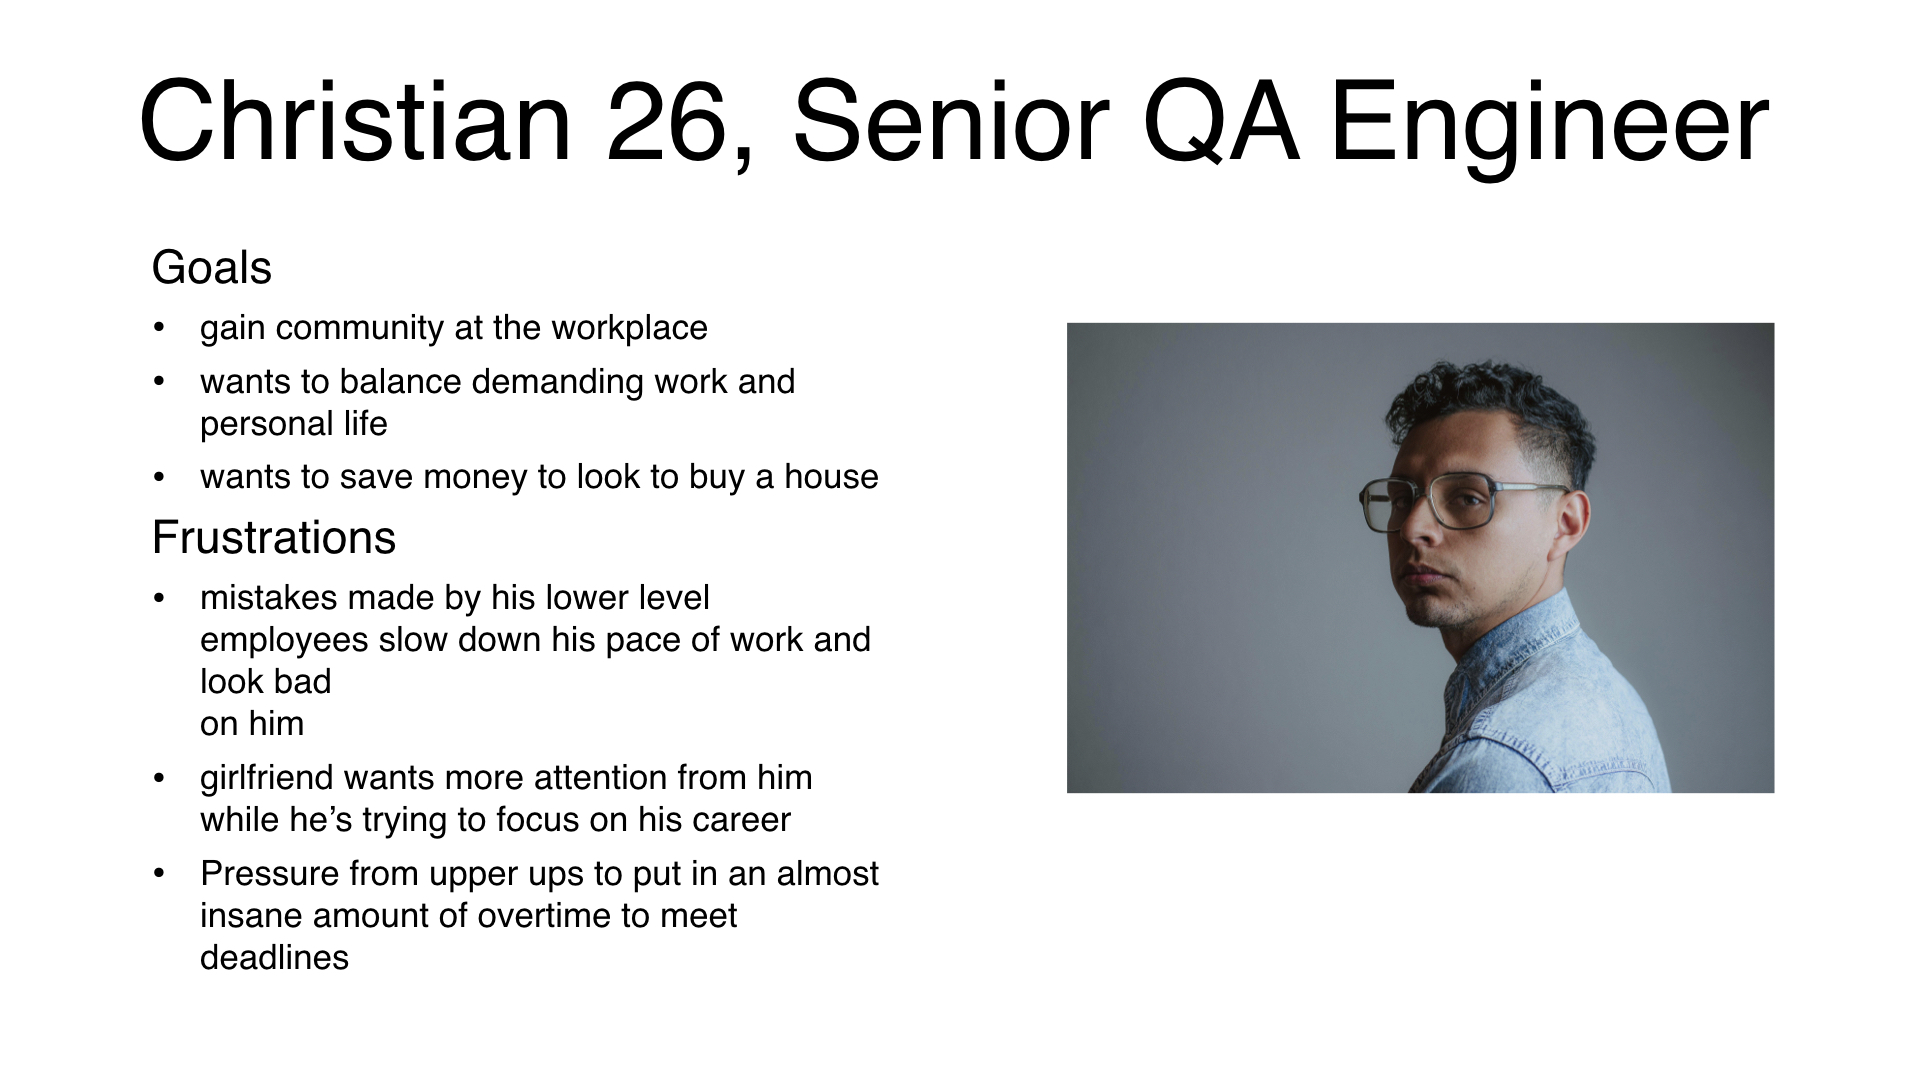 Christian 26, Senior QA Engineer
Goals
• gain community at the workplace
• wants to balance demanding work and
personal life
• wants to save money to look to buy a house
Frustrations
• mistakes made by his lower level
employees slow down his pace of work and
look bad
on him
• girlfriend wants more attention from him
while he’s trying to focus on his career
• Pressure from upper ups to put in an almost
insane amount of overtime to meet
deadlines